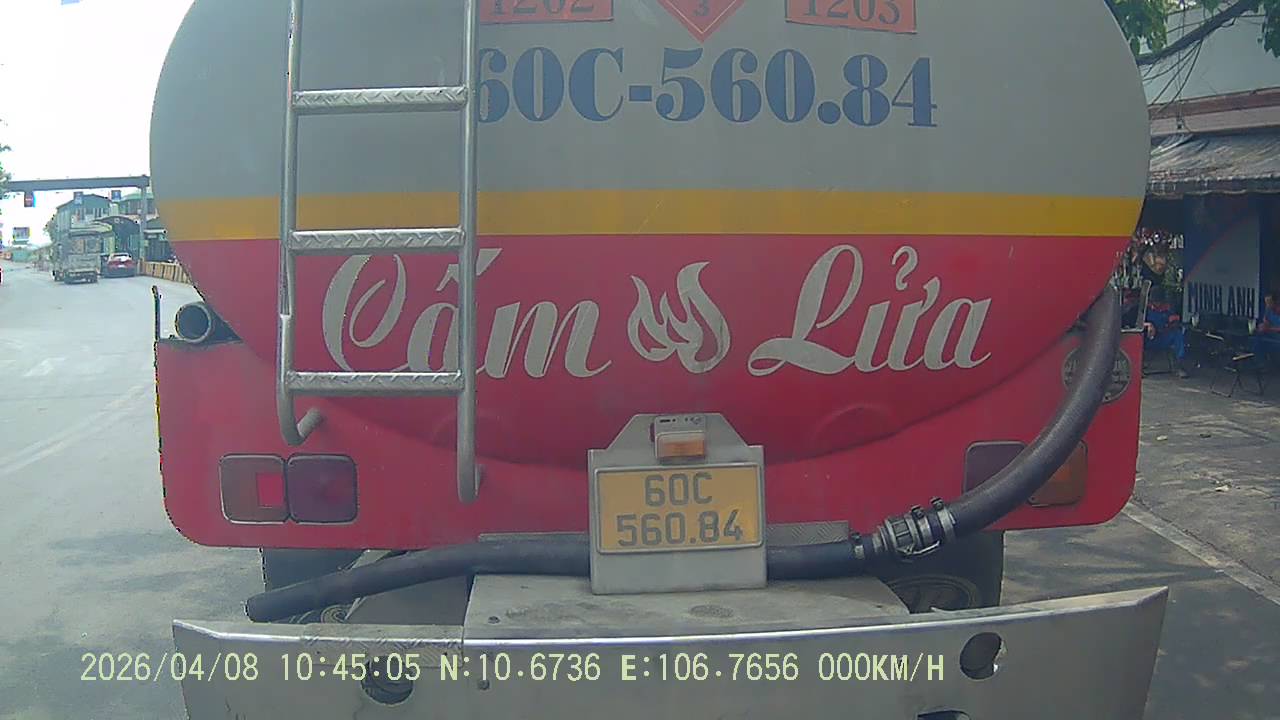 1202
3
1203
60C-560.84
Cấm Lửa
MINH ANH
60C
560.84
2026/04/08 10:45:05 N:10.6736 E:106.7656 000KM/H